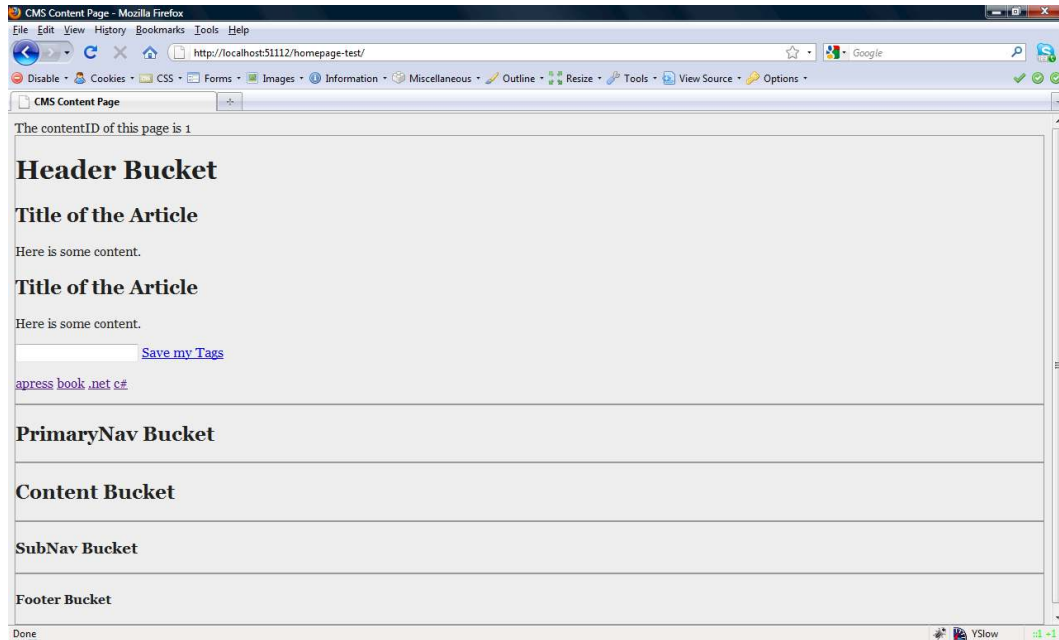 CMS Content Page - Mozilla Firefox
File Edit View History Bookmarks Tools Help
http://localhost:51112/homepage-test/
Google
Disable Cookies CSS Forms Images Information Miscellaneous Outline Resize Tools View Source Options
CMS Content Page
The contentID of this page is 1
Header Bucket
Title of the Article
Here is some content.
Title of the Article
Here is some content.
Save my Tags
apress book .net c#
PrimaryNav Bucket
Content Bucket
SubNav Bucket
Footer Bucket
Done
YSlow